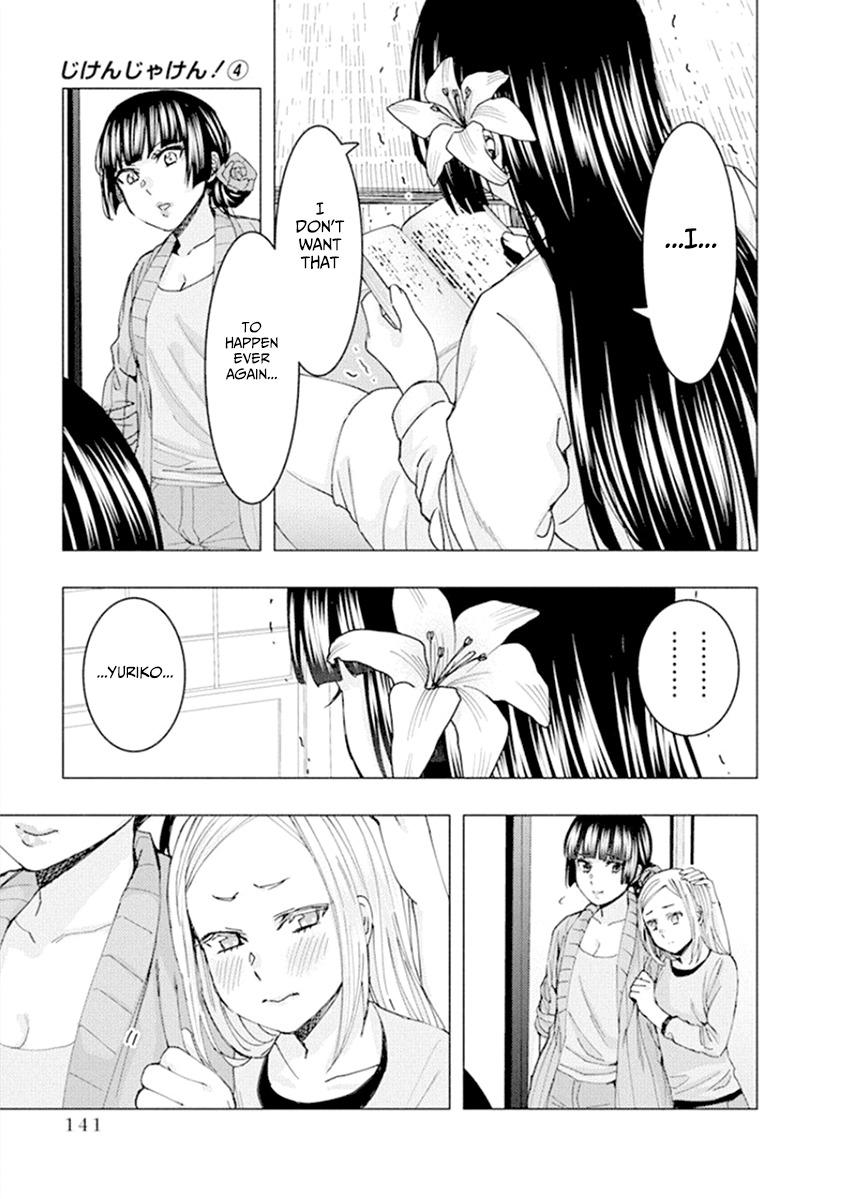 じけんじゃけん！④
...I...
I
DON'T
WANT
THAT
TO
HAPPEN
EVER
AGAIN...
...YURIKO...
141